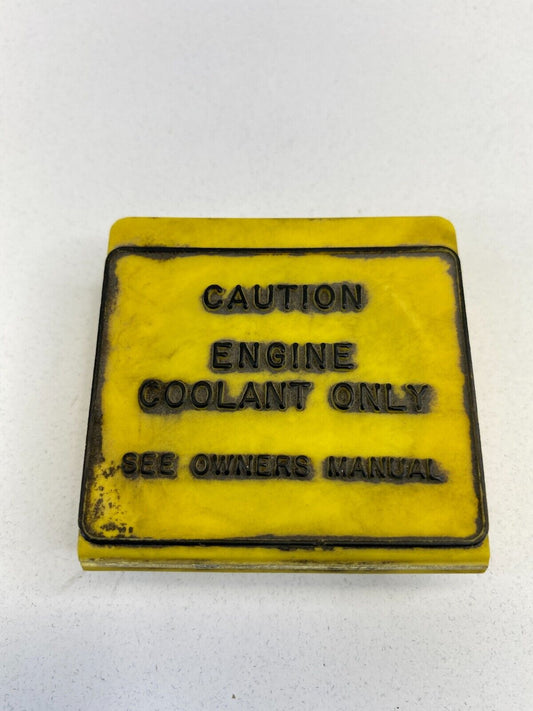 CAUTION
ENGINE
COOLANT ONLY
SEE OWNERS MANUAL